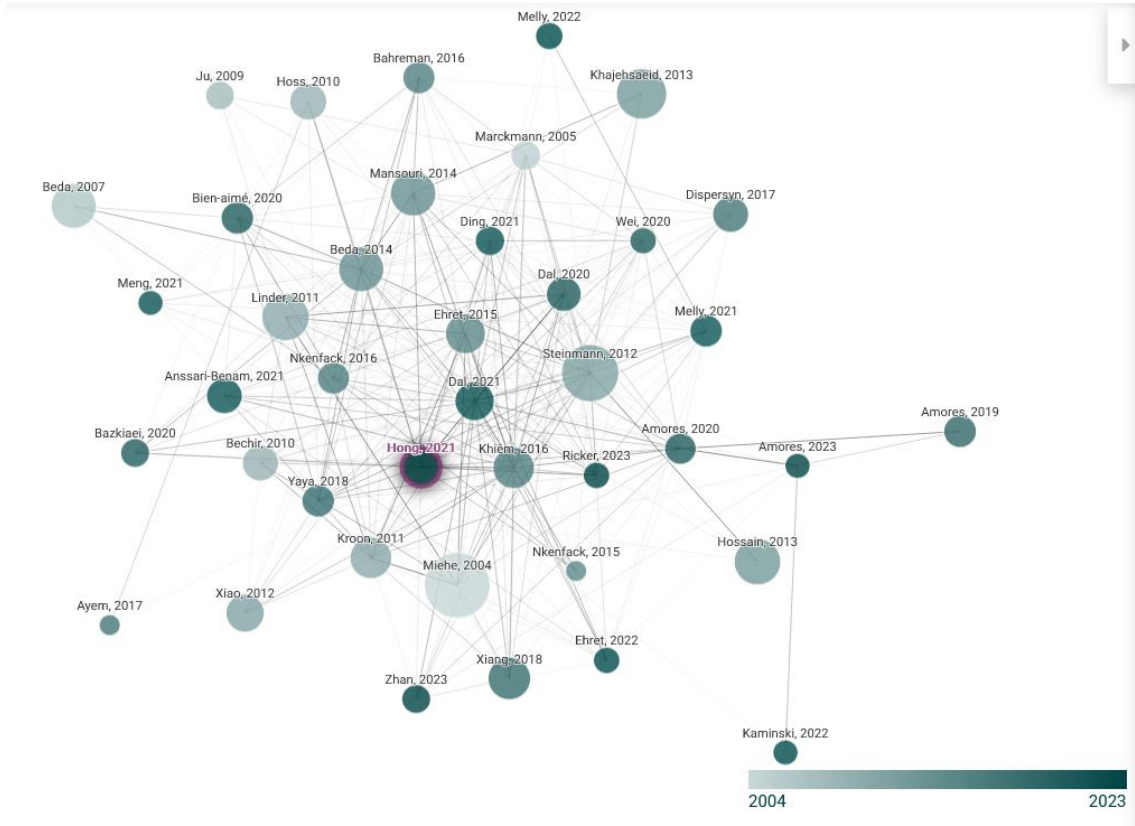 Melly, 2022
Bahreman, 2016
Ju, 2009
Hoss, 2010
Khajehsaeid, 2013
Marckmann, 2005
Mansouri, 2014
Beda, 2007
Bien-aimé, 2020
Dispersyn, 2017
Ding, 2021
Wei, 2020
Beda, 2014
Dal, 2020
Meng, 2021
Linder, 2011
Ehret, 2015
Melly, 2021
Steinmann, 2012
Nkenfack, 2016
Anssari-Benam, 2021
Dal, 2021
Amores, 2019
Bazkiaei, 2020
Bechir, 2010
Hong, 2021
Khiêm, 2016
Ricker, 2023
Amores, 2020
Amores, 2023
Yaya, 2018
Kroon, 2011
Miehe, 2004
Nkenfack, 2015
Hossain, 2013
Xiao, 2012
Ayem, 2017
Ehret, 2022
Xiang, 2018
Zhan, 2023
Kaminski, 2022
2004
2023